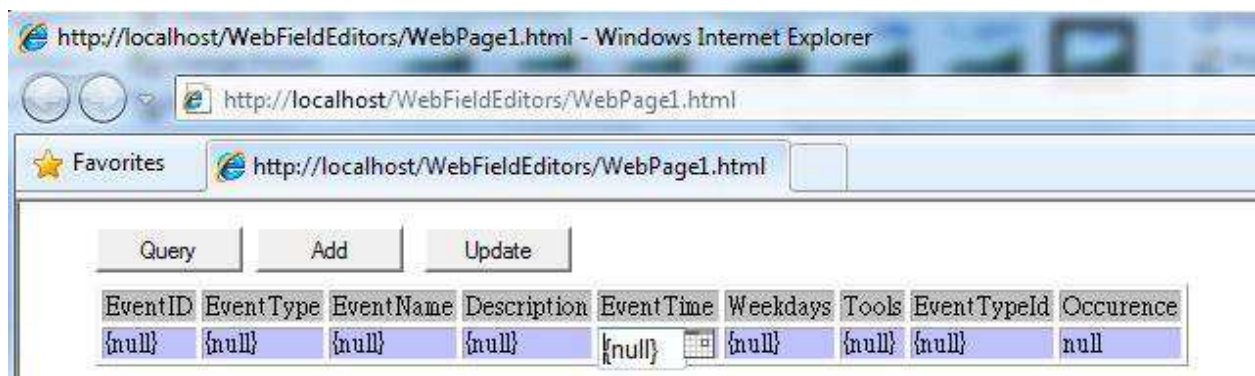 http://localhost/WebFieldEditors/WebPage1.html - Windows Internet Explorer
http://localhost/WebFieldEditors/WebPage1.html
Favorites http://localhost/WebFieldEditors/WebPage1.html
Query Add Update
EventID EventType EventName Description EventTime Weekdays Tools EventTypeId Occurence
{null} {null} {null} {null} {null} {null} {null} {null} null